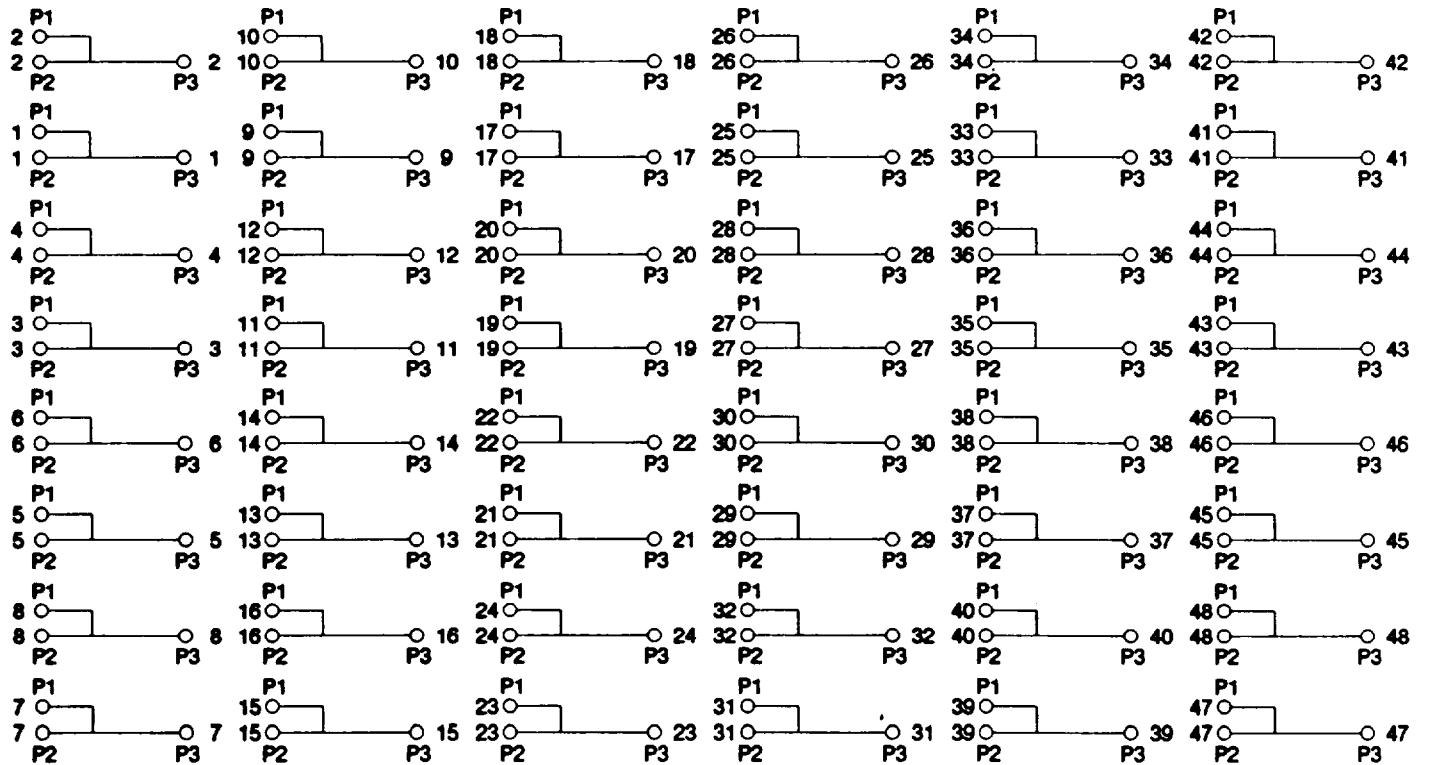 P1 P1 P1 P1 P1 P1
2 10 18 26 34 42
2 2 10 10 18 18 26 26 34 34 42 42
P2 P3 P2 P3 P2 P3 P2 P3 P2 P3 P2 P3
P1 P1 P1 P1 P1 P1
1 9 17 25 33 41
1 1 9 9 17 17 25 25 33 33 41 41
P2 P3 P2 P3 P2 P3 P2 P3 P2 P3 P2 P3
P1 P1 P1 P1 P1 P1
4 12 20 28 36 44
4 4 12 12 20 20 28 28 36 36 44 44
P2 P3 P2 P3 P2 P3 P2 P3 P2 P3 P2 P3
P1 P1 P1 P1 P1 P1
3 11 19 27 35 43
3 3 11 11 19 19 27 27 35 35 43 43
P2 P3 P2 P3 P2 P3 P2 P3 P2 P3 P2 P3
P1 P1 P1 P1 P1 P1
6 14 22 30 38 46
6 6 14 14 22 22 30 30 38 38 46 46
P2 P3 P2 P3 P2 P3 P2 P3 P2 P3 P2 P3
P1 P1 P1 P1 P1 P1
5 13 21 29 37 45
5 5 13 13 21 21 29 29 37 37 45 45
P2 P3 P2 P3 P2 P3 P2 P3 P2 P3 P2 P3
P1 P1 P1 P1 P1 P1
8 16 24 32 40 48
8 8 16 16 24 24 32 32 40 40 48 48
P2 P3 P2 P3 P2 P3 P2 P3 P2 P3 P2 P3
P1 P1 P1 P1 P1 P1
7 15 23 31 39 47
7 7 15 15 23 23 31 31 39 39 47 47
P2 P3 P2 P3 P2 P3 P2 P3 P2 P3 P2 P3